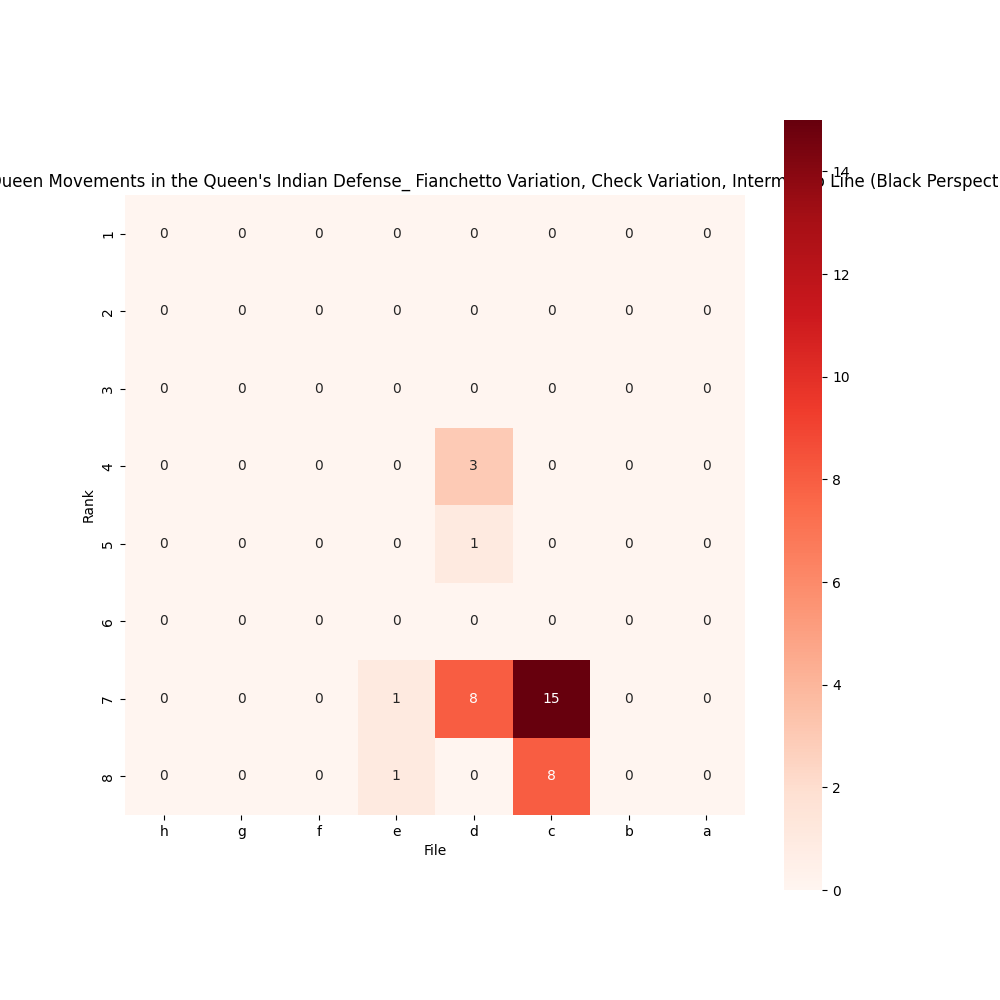 Queen Movements in the Queen's Indian Defense_ Fianchetto Variation, Check Variation, Line (Black
14
1 0 0 0 0 0 0 0 0
12
2 0 0 0 0 0 0 0 0
10
3 0 0 0 0 0 0 0 0
4 0 0 0 0 3 0 0 0
8
Rank
5 0 0 0 0 1 0 0 0
6
6 0 0 0 0 0 0 0 0
7 0 0 0 1 8 15 0 0
4
8 0 0 0 1 0 8 0 0
2
h g f e d c b a
File
0